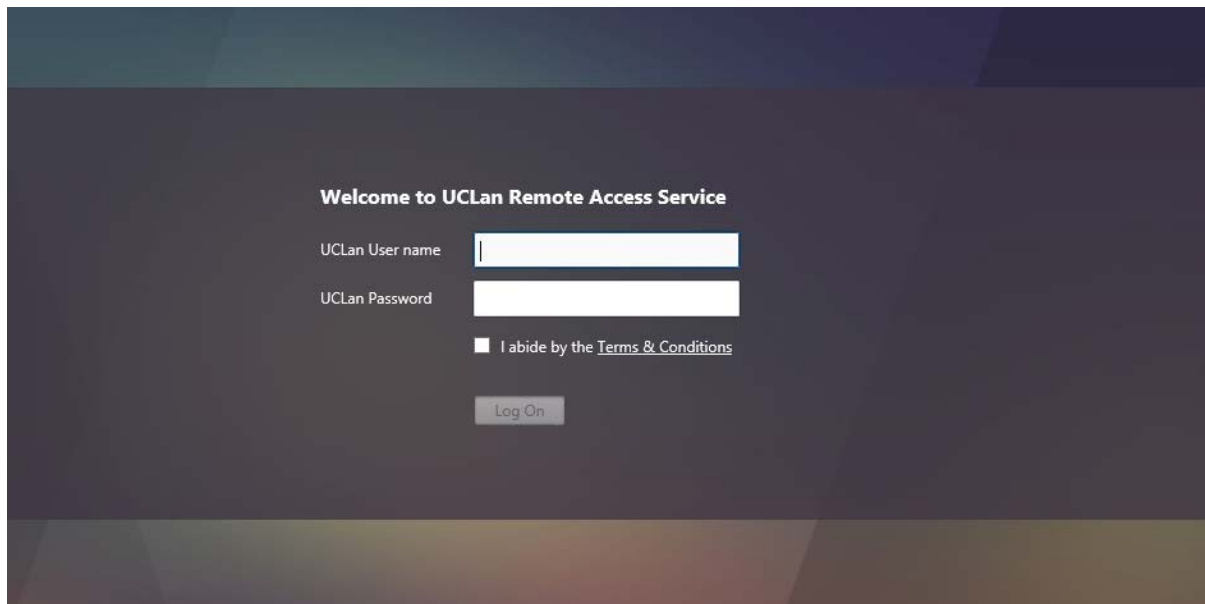 Welcome to UCLan Remote Access Service
UCLan User name
UCLan Password
I abide by the Terms & Conditions
Log On